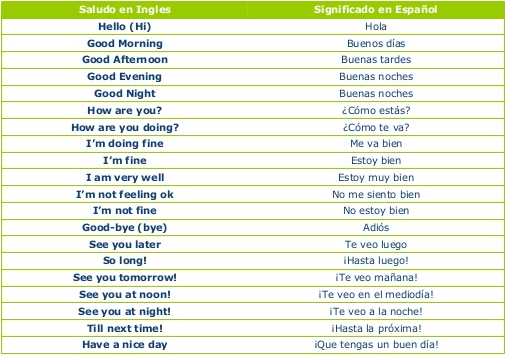 Saludo en Ingles Significado en Español
Hello (Hi) Hola
Good Morning Buenos días
Good Afternoon Buenas tardes
Good Evening Buenas noches
Good Night Buenas noches
How are you? ¿Cómo estás?
How are you doing? ¿Cómo te va?
I’m doing fine Me va bien
I’m fine Estoy bien
I am very well Estoy muy bien
I’m not feeling ok No me siento bien
I’m not fine No estoy bien
Good-bye (bye) Adiós
See you later Te veo luego
So long! ¡Hasta luego!
See you tomorrow! ¡Te veo mañana!
See you at noon! ¡Te veo en el mediodía!
See you at night! ¡Te veo a la noche!
Till next time! ¡Hasta la próxima!
Have a nice day ¡Que tengas un buen día!